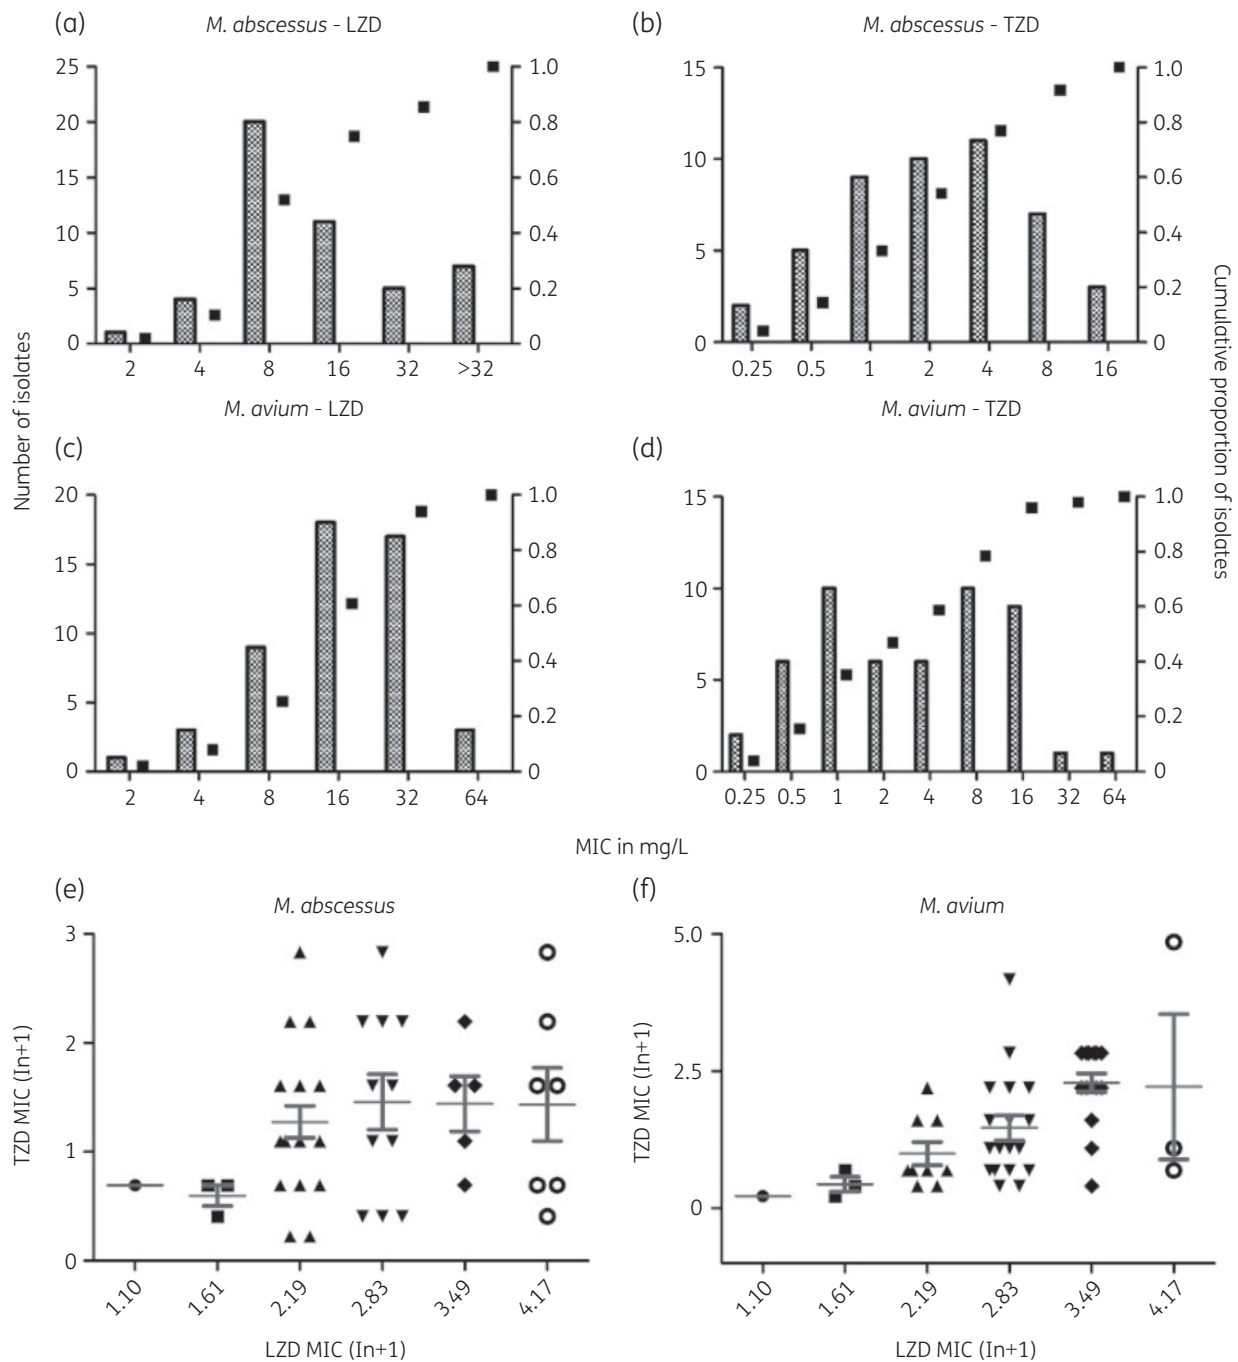 (a)
M. abscessus - LZD
25
20
15
10
5
0
1.0
0.8
0.6
0.4
0.2
0
2 4 8 16 32 >32
(b)
M. abscessus - TZD
15
10
5
0
1.0
0.8
0.6
0.4
0.2
0
0.25 0.5 1 2 4 8 16
Number of isolates
Cumulative proportion of isolates
(c)
M. avium - LZD
20
15
10
5
0
1.0
0.8
0.6
0.4
0.2
0
2 4 8 16 32 64
(d)
M. avium - TZD
15
10
5
0
1.0
0.8
0.6
0.4
0.2
0
0.25 0.5 1 2 4 8 16 32 64
MIC in mg/L
(e)
M. abscessus
TZD MIC (In+1)
3
2
1
0
1.10 1.61 2.19 2.83 3.49 4.17
LZD MIC (In+1)
(f)
M. avium
TZD MIC (In+1)
5.0
2.5
0
1.10 1.61 2.19 2.83 3.49 4.17
LZD MIC (In+1)